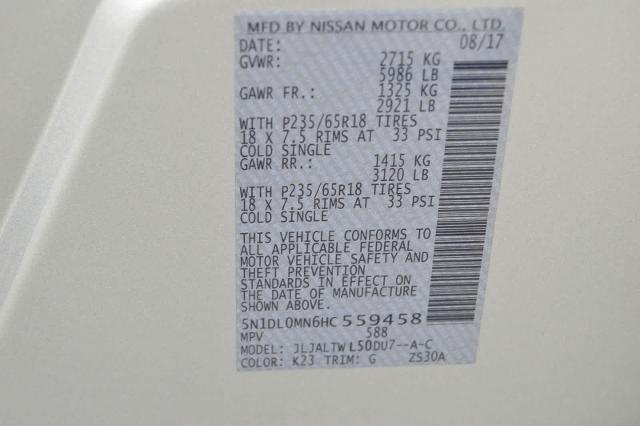 MFD BY NISSAN MOTOR CO., LTD.
DATE: 08/17
GVWR: 2715 KG
5986 LB
GAWR FR.: 1325 KG
2921 LB
WITH P235/65R18 TIRES
18 X 7.5 RIMS AT 33 PSI
COLD SINGLE
GAWR RR.: 1415 KG
3120 LB
WITH P235/65R18 TIRES
18 X 7.5 RIMS AT 33 PSI
COLD SINGLE
THIS VEHICLE CONFORMS TO
ALL APPLICABLE FEDERAL
MOTOR VEHICLE SAFETY AND
THEFT PREVENTION
STANDARDS IN EFFECT ON
THE DATE OF MANUFACTURE
SHOWN ABOVE.
5N1DL0MN6HC559458
MPV 588
MODEL: JLJALTWL50DU7--A-C
COLOR: K23 TRIM: G ZS30A